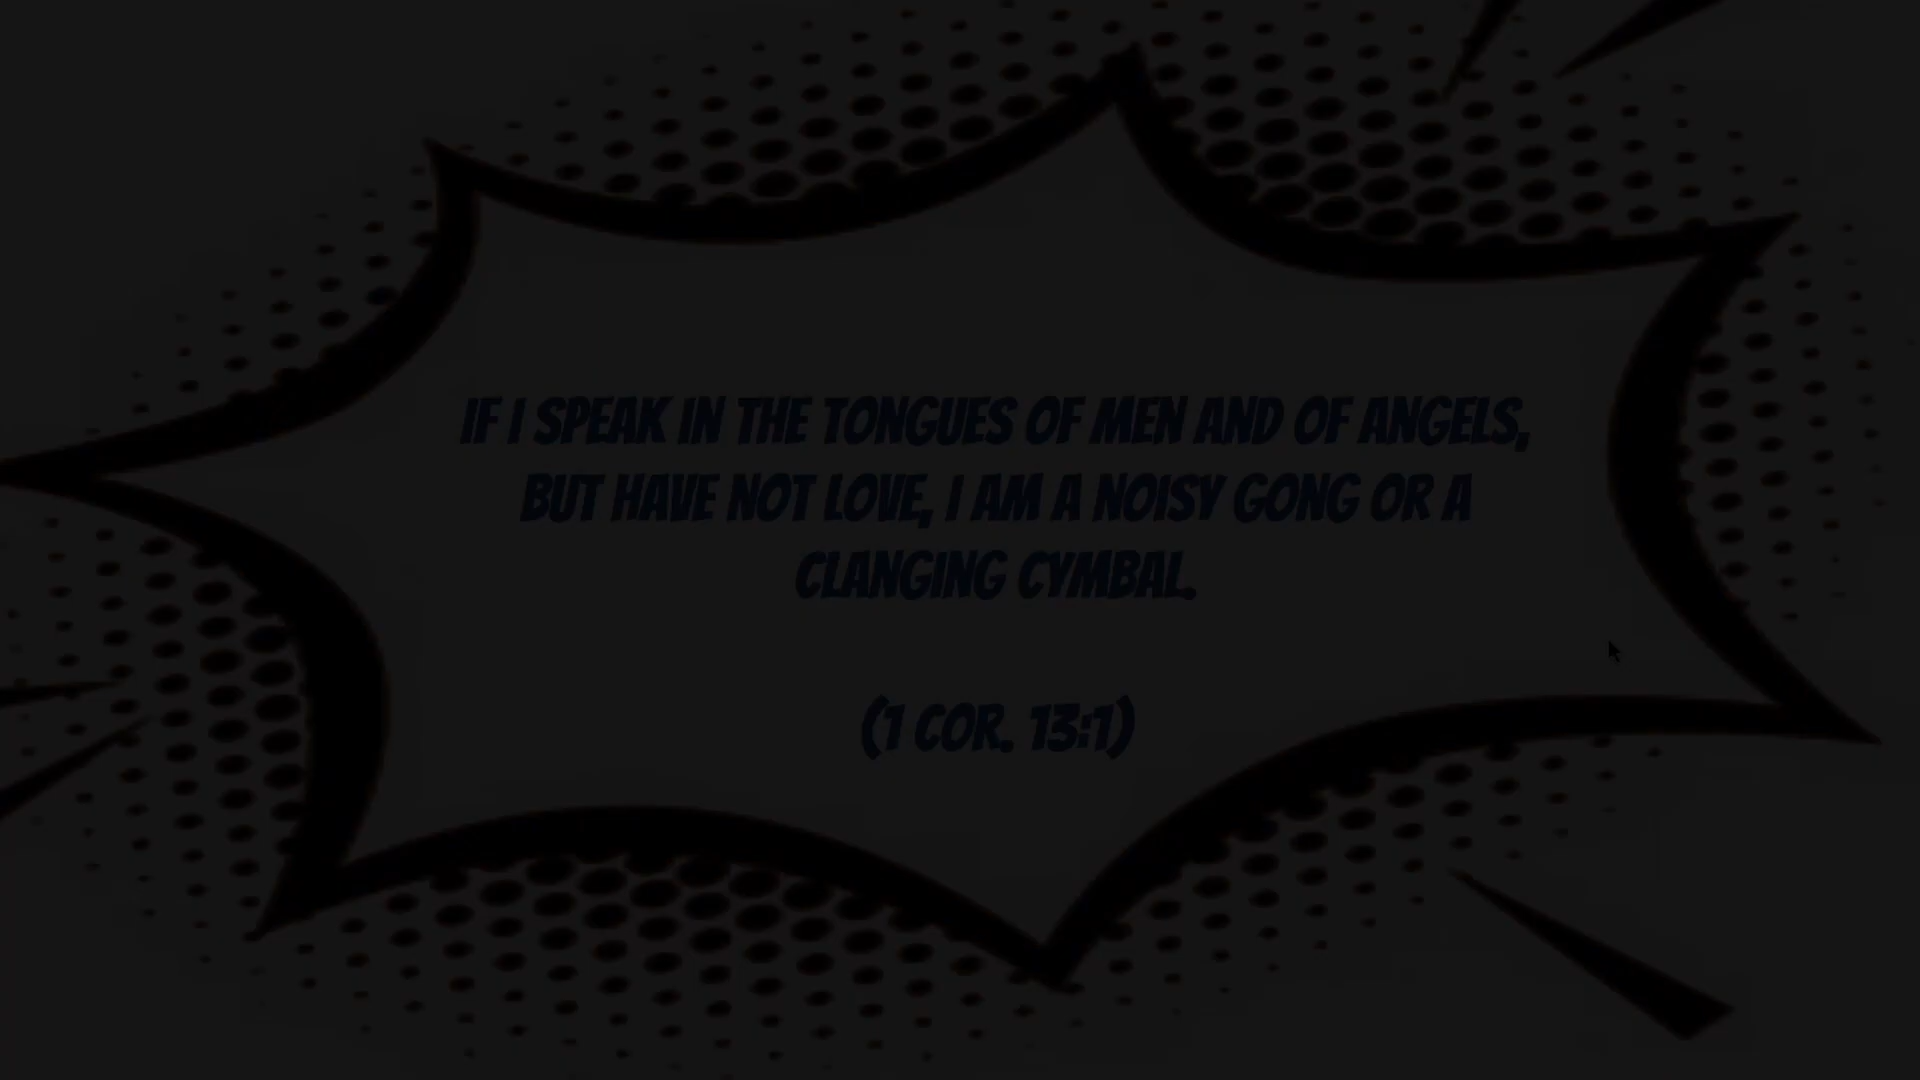 IF I SPEAK IN THE TONGUES OF MEN AND OF ANGELS,
BUT HAVE NOT LOVE, I AM A NOISY GONG OR A
CLANGING CYMBAL.
(1 COR. 13:1)